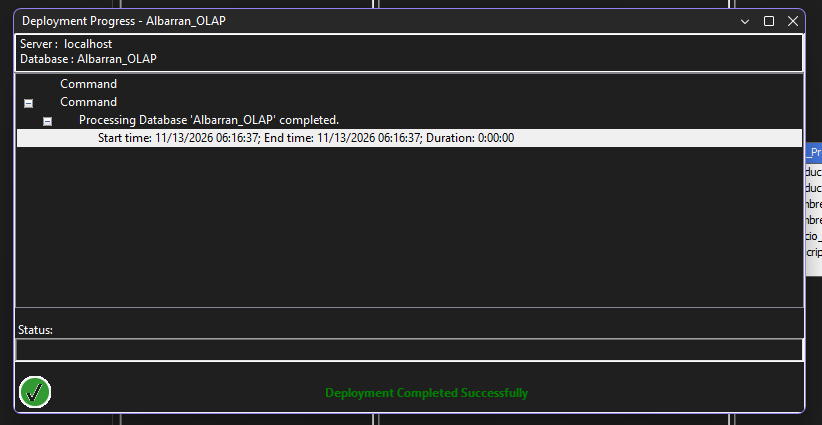 Deployment Progress - Albarran_OLAP
Server : localhost
Database : Albarran_OLAP
Command
Command
Processing Database 'Albarran_OLAP' completed.
Start time: 11/13/2026 06:16:37; End time: 11/13/2026 06:16:37; Duration: 0:00:00
Status:
Deployment Completed Successfully